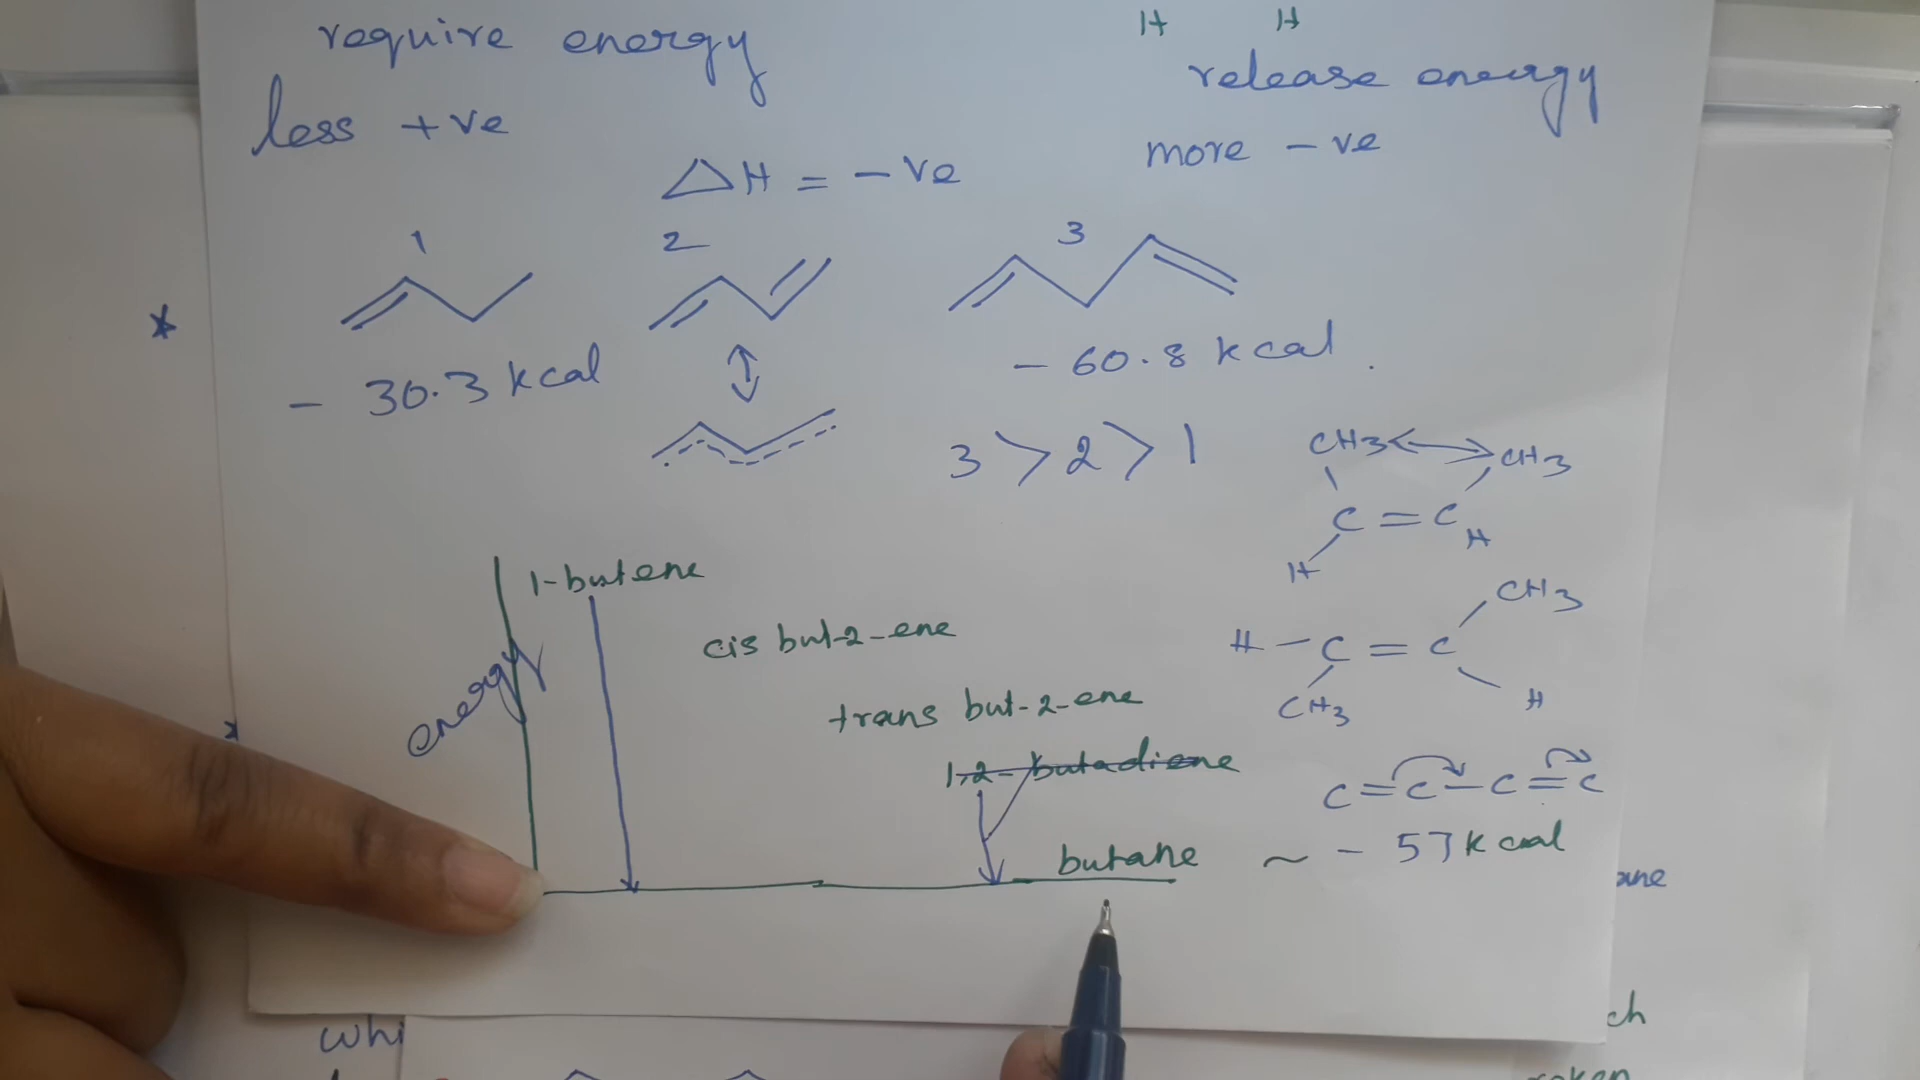 require energy
H H
release energy
less +ve
more - ve
△H = - ve
1
2
3
- 30.3 kcal
- 60.8 kcal
3 > 2 > 1
CH3 CH3
C = C
H
H
1-butene
energy
cis but-2-ene
trans but-2-ene
1,2-butadiene
butane ~ - 57 kcal
CH3
H - C = C
CH3
H
C = C - C = C
ane
whi
ch